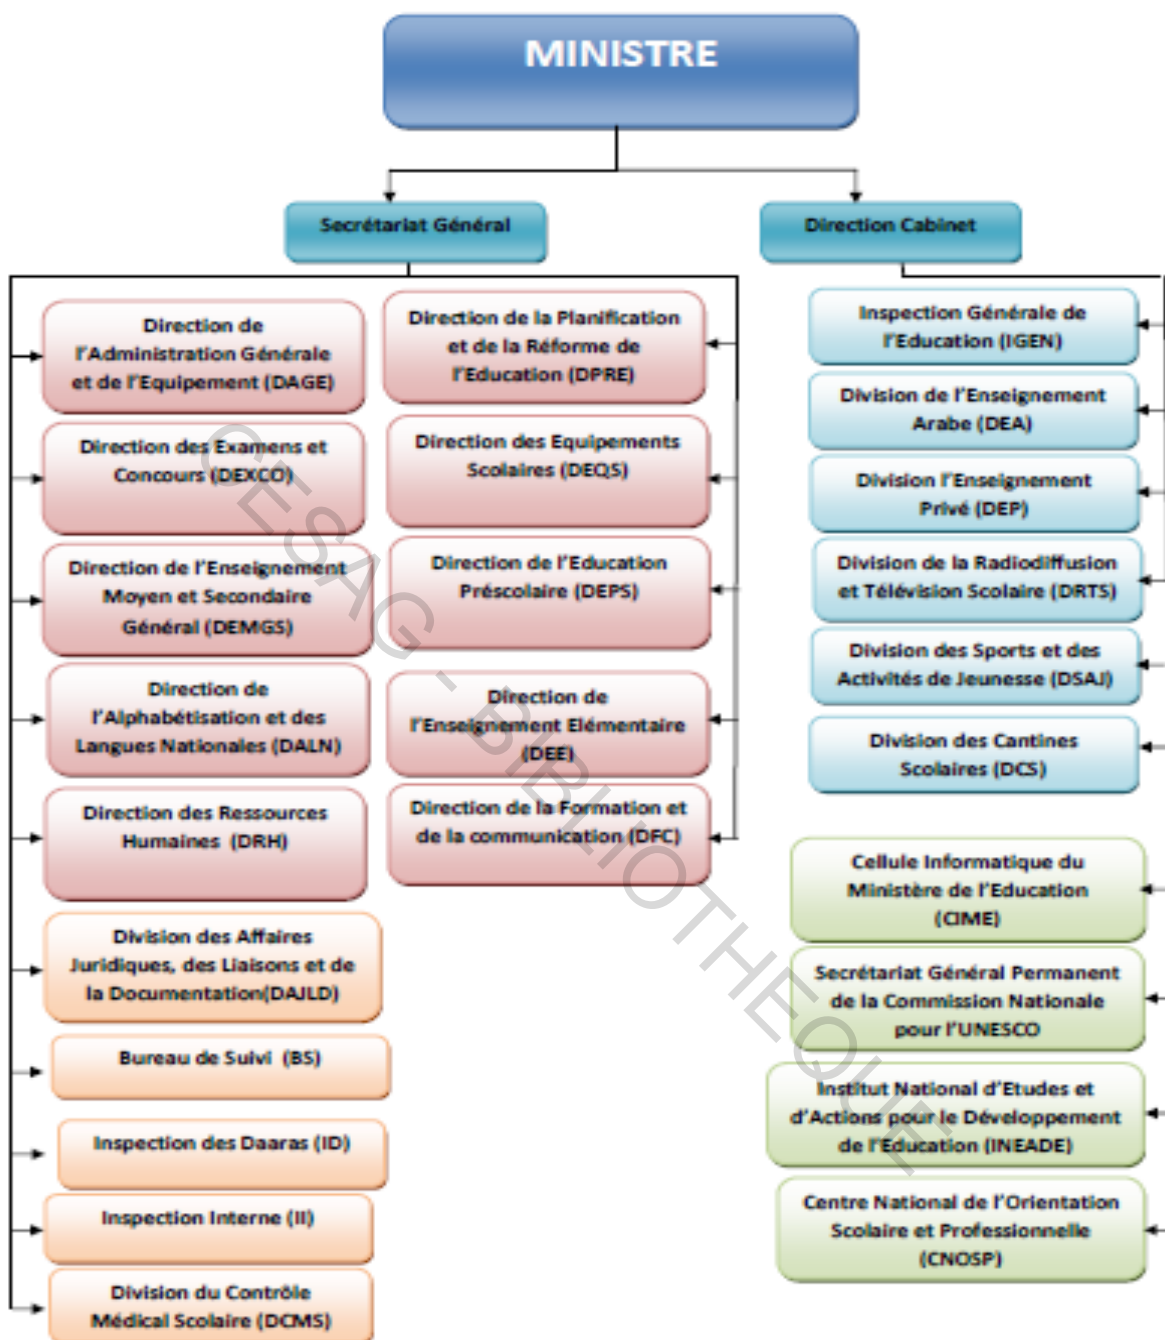 MINISTRE
Secrétariat Général
Direction Cabinet
Direction de
l'Administration Générale
et de l'Equipement (DAGE)
Direction des Examens et
Concours (DEXCO)
Direction de l'Enseignement
Moyen et Secondaire
Général (DEMGS)
Direction de
l'Alphabétisation et des
Langues Nationales (DALN)
Direction des Ressources
Humaines (DRH)
Division des Affaires
Juridiques, des Liaisons et de
la Documentation(DAJLD)
Bureau de Suivi (BS)
Inspection des Daaras (ID)
Inspection Interne (II)
Division du Contrôle
Médical Scolaire (DCMS)
Direction de la Planification
et de la Réforme de
l'Education (DPRE)
Direction des Equipements
Scolaires (DEQS)
Direction de l'Education
Préscolaire (DEPS)
Direction de
l'Enseignement Elémentaire
(DEE)
Direction de la Formation et
de la communication (DFC)
Inspection Générale de
l'Education (IGEN)
Division de l'Enseignement
Arabe (DEA)
Division l'Enseignement
Privé (DEP)
Division de la Radiodiffusion
et Télévision Scolaire (DRTS)
Division des Sports et des
Activités de Jeunesse (DSAJ)
Division des Cantines
Scolaires (DCS)
Cellule Informatique du
Ministère de l'Education
(CIME)
Secrétariat Général Permanent
de la Commission Nationale
pour l'UNESCO
Institut National d'Etudes et
d'Actions pour le Développement
de l'Education (INEADE)
Centre National de l'Orientation
Scolaire et Professionnelle
(CNOSP)
CESAG - BIBLIOTHEQUE